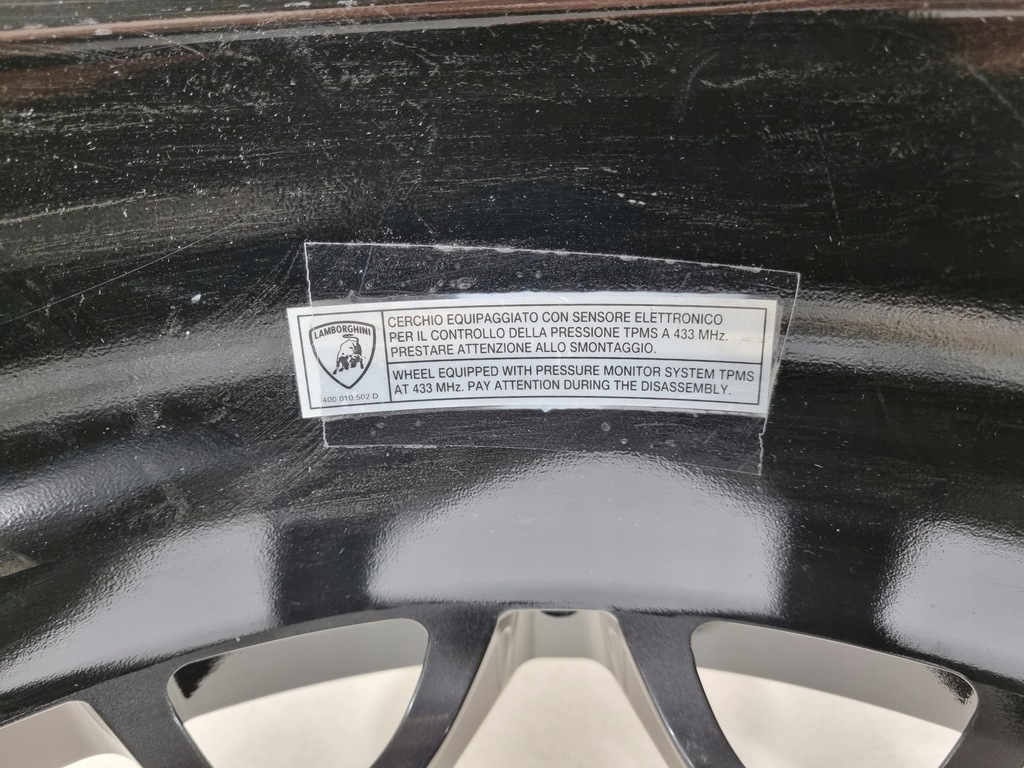 LAMBORGHINI
400.010.502 D
CERCHIO EQUIPAGGIATO CON SENSORE ELETTRONICO
PER IL CONTROLLO DELLA PRESSIONE TPMS A 433 MHz.
PRESTARE ATTENZIONE ALLO SMONTAGGIO.
WHEEL EQUIPPED WITH PRESSURE MONITOR SYSTEM TPMS
AT 433 MHz. PAY ATTENTION DURING THE DISASSEMBLY.